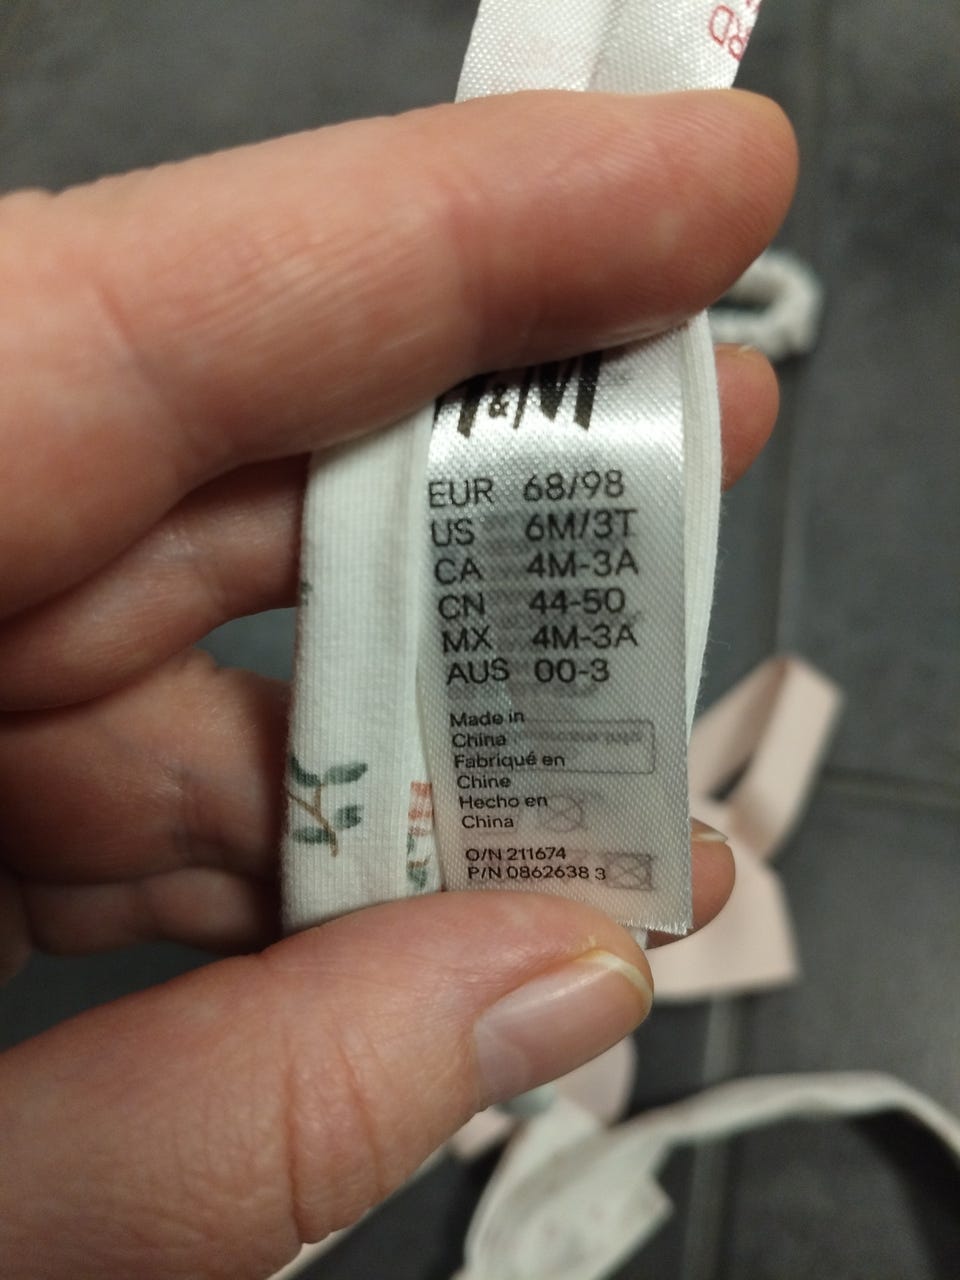 H&M
EUR 68/98
US 6M/3T
CA 4M-3A
CN 44-50
MX 4M-3A
AUS 00-3
Made in
China
Fabriqué en
Chine
Hecho en
China
O/N 211674
P/N 0862638 3